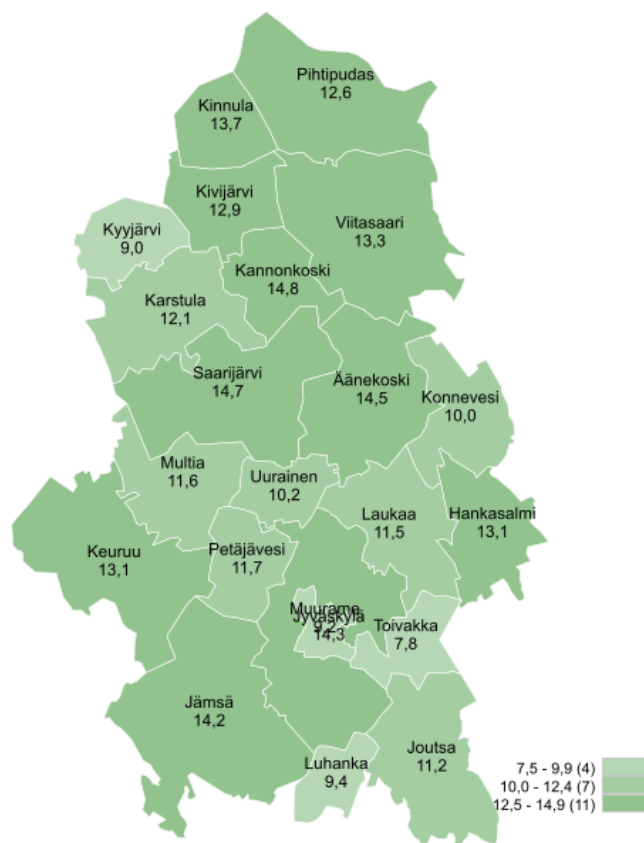 Pihtipudas
12,6
Kinnula
13,7
Kivijärvi
12,9
Viitasaari
13,3
Kyyjärvi
9,0
Kannonkoski
14,8
Karstula
12,1
Saarijärvi
14,7
Äänekoski
14,5
Konnevesi
10,0
Multia
11,6
Uurainen
10,2
Laukaa
11,5
Hankasalmi
13,1
Keuruu
13,1
Petäjävesi
11,7
Muurame
9,2
Jyväskylä
14,3
Toivakka
7,8
Jämsä
14,2
Joutsa
11,2
Luhanka
9,4
7,5 - 9,9 (4)
10,0 - 12,4 (7)
12,5 - 14,9 (11)